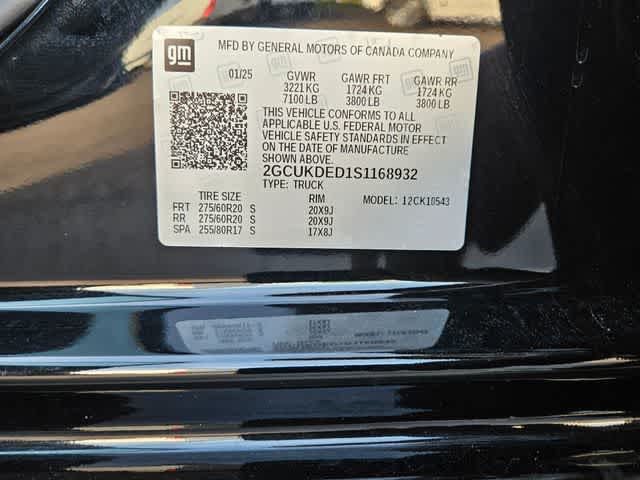 gm
MFD BY GENERAL MOTORS OF CANADA COMPANY
01/25 GVWR GAWR FRT GAWR RR
3221 KG 1724 KG 1724 KG
7100 LB 3800 LB 3800 LB
THIS VEHICLE CONFORMS TO ALL
APPLICABLE U.S. FEDERAL MOTOR
VEHICLE SAFETY STANDARDS IN EFFECT
ON THE DATE OF MANUFACTURE
SHOWN ABOVE.
2GCUKDED1S1168932
TYPE: TRUCK
TIRE SIZE RIM MODEL: 12CK10543
FRT 275/60R20 S 20X9J
RR 275/60R20 S 20X9J
SPA 255/80R17 S 17X8J